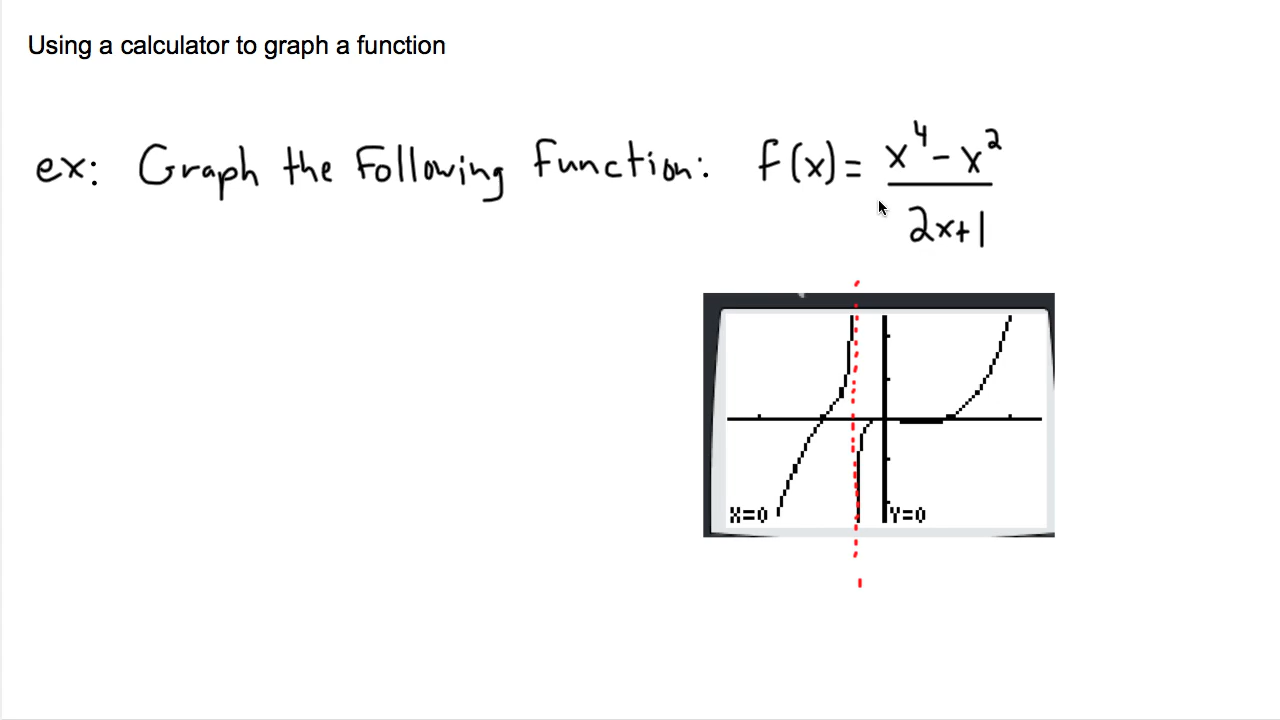 Using a calculator to graph a function
ex: Graph the Following function: f(x) = x⁴ - x² / 2x+1
X=0 Y=0